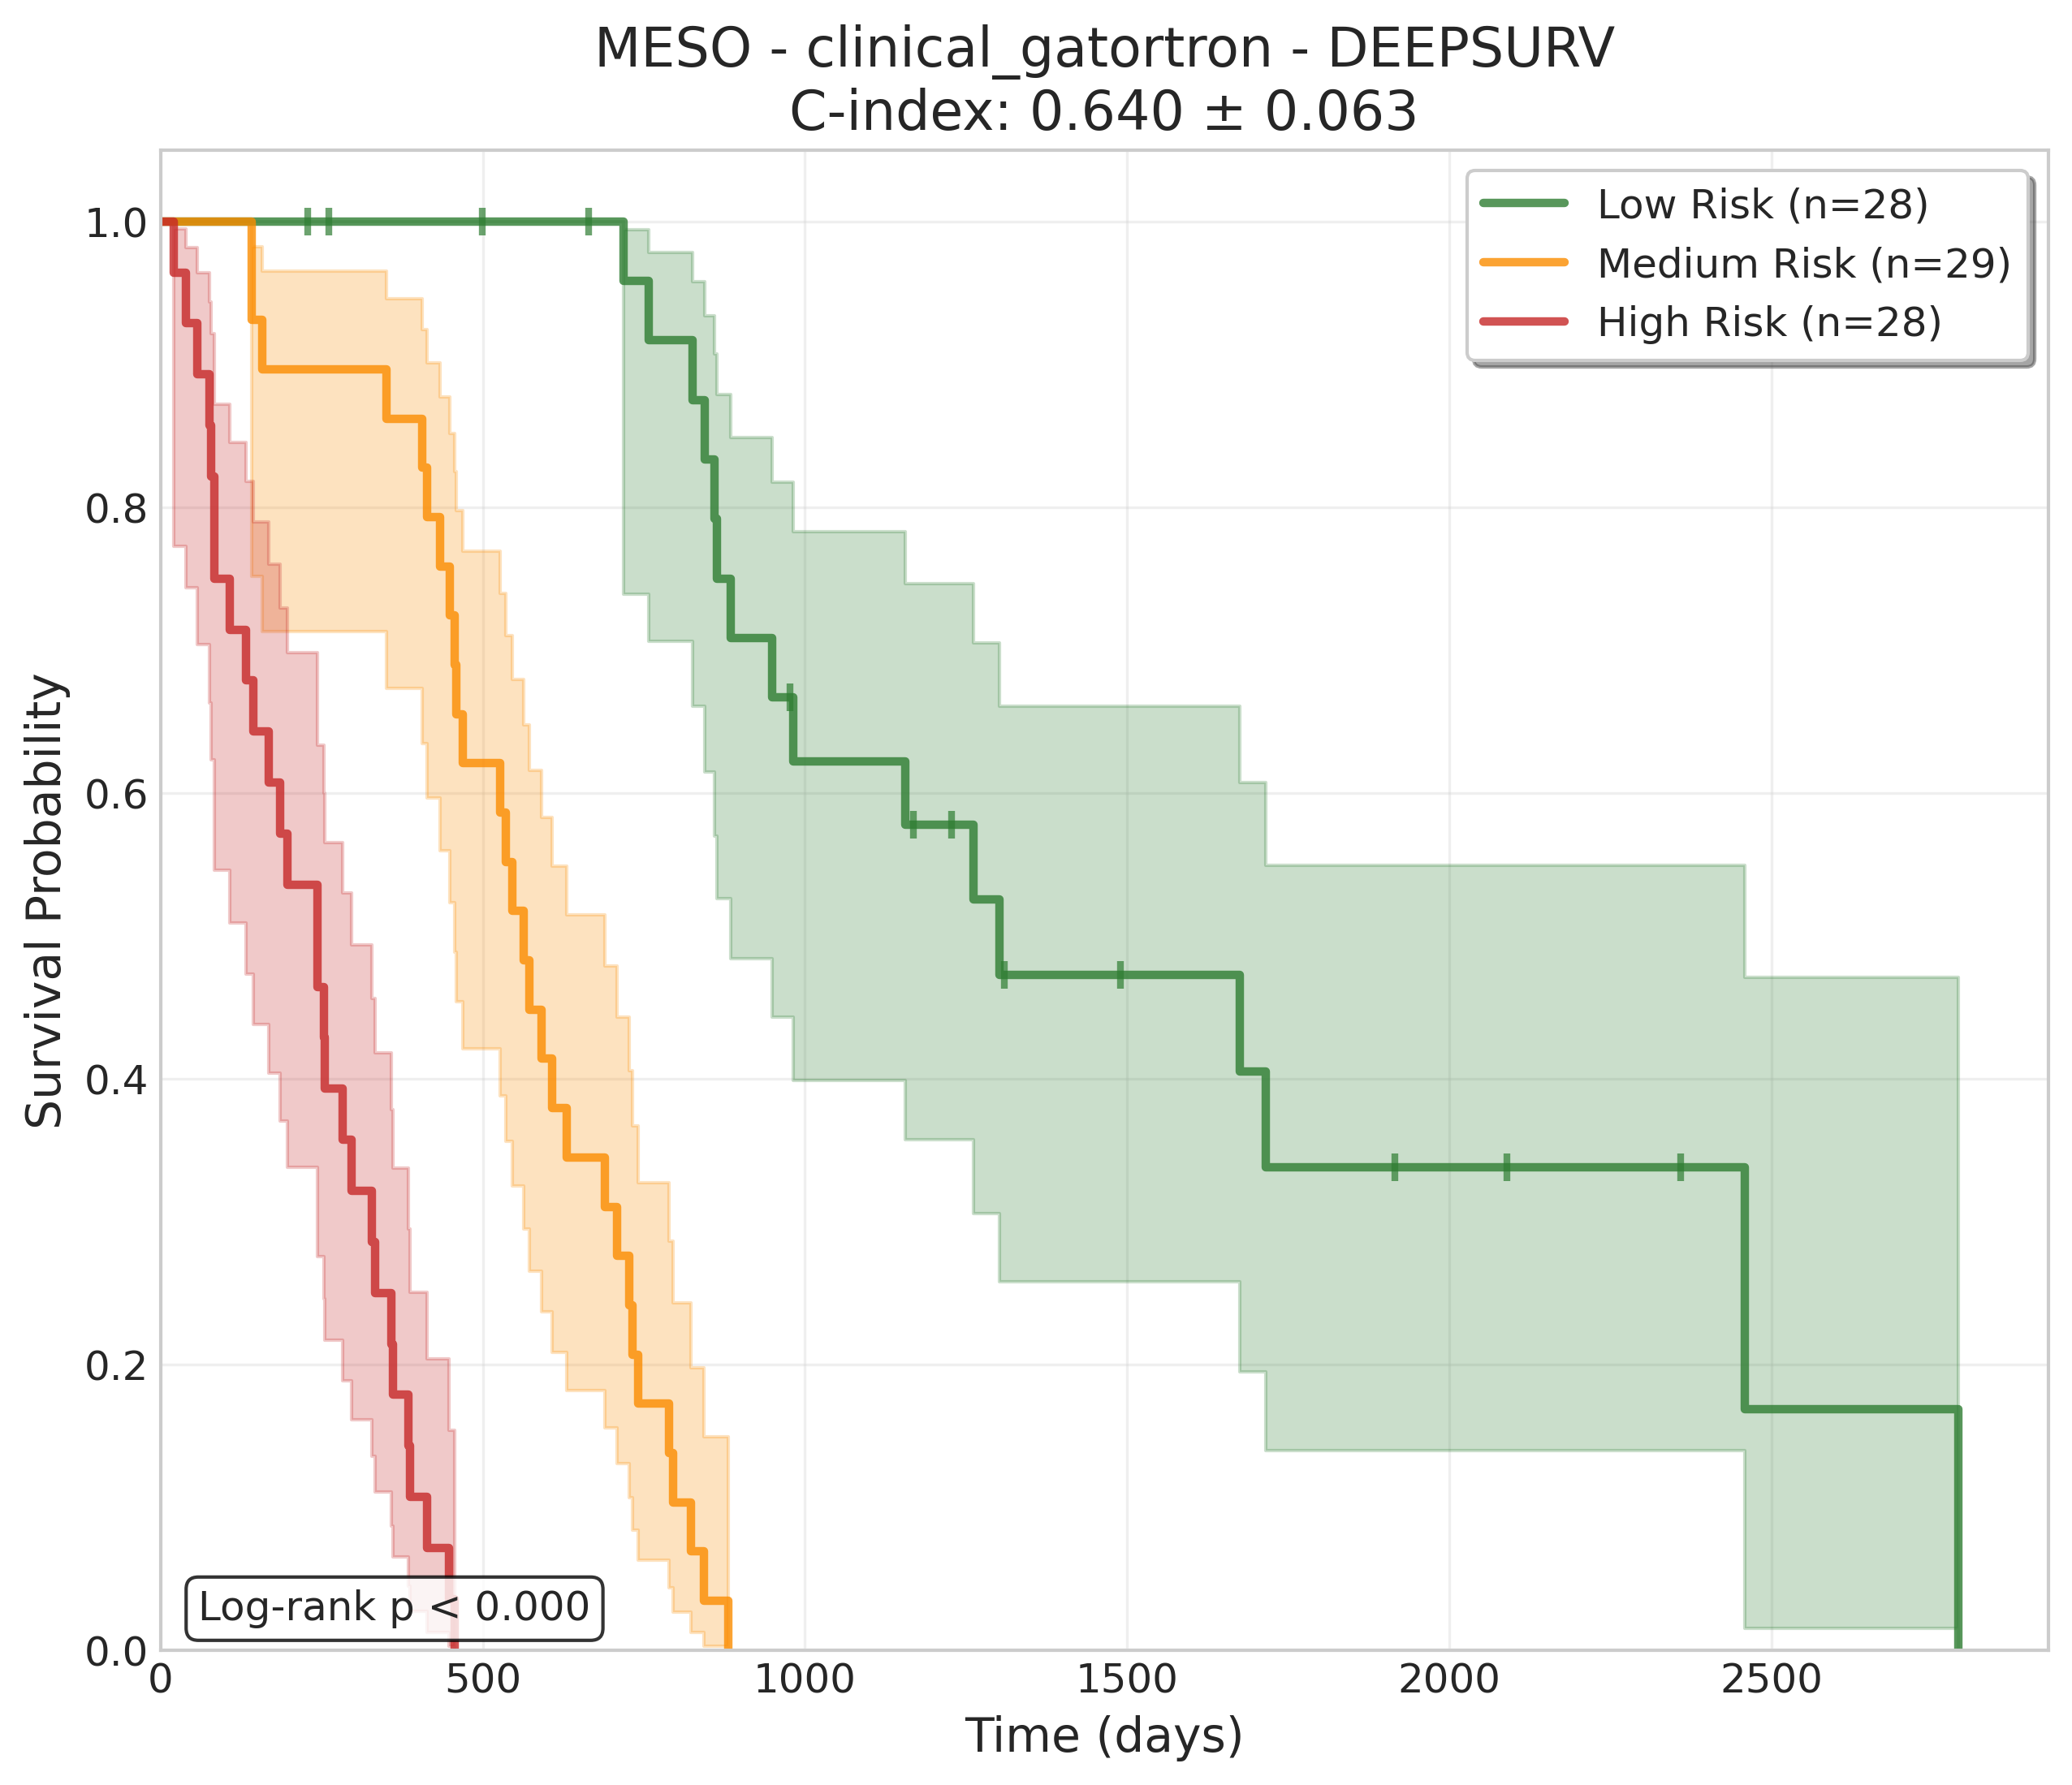 MESO - clinical_gatortron - DEEPSURV
C-index: 0.640 ± 0.063
Low Risk (n=28)
Medium Risk (n=29)
High Risk (n=28)
Survival Probability
1.0
0.8
0.6
0.4
0.2
0.0
Log-rank p < 0.000
0
500
1000
1500
2000
2500
Time (days)